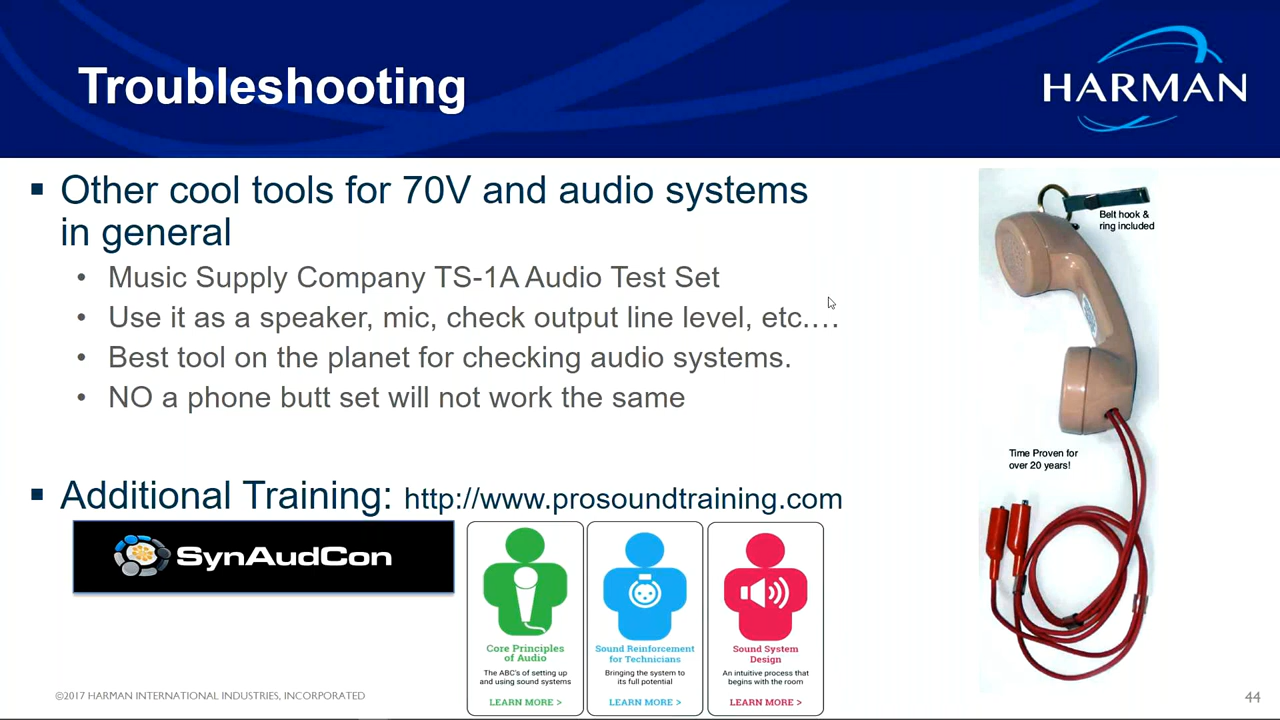 Troubleshooting
HARMAN
▪ Other cool tools for 70V and audio systems
in general
• Music Supply Company TS-1A Audio Test Set
• Use it as a speaker, mic, check output line level, etc.…
• Best tool on the planet for checking audio systems.
• NO a phone butt set will not work the same
Belt hook &
ring included
Time Proven for
over 20 years!
▪ Additional Training: http://www.prosoundtraining.com
SynAudCon
Core Principles
of Audio
The ABC's of setting up
and using sound systems
LEARN MORE >
Sound Reinforcement
for Technicians
Bringing the system to
its full potential
LEARN MORE >
Sound System
Design
An intuitive process that
begins with the room
LEARN MORE >
©2017 HARMAN INTERNATIONAL INDUSTRIES, INCORPORATED
44